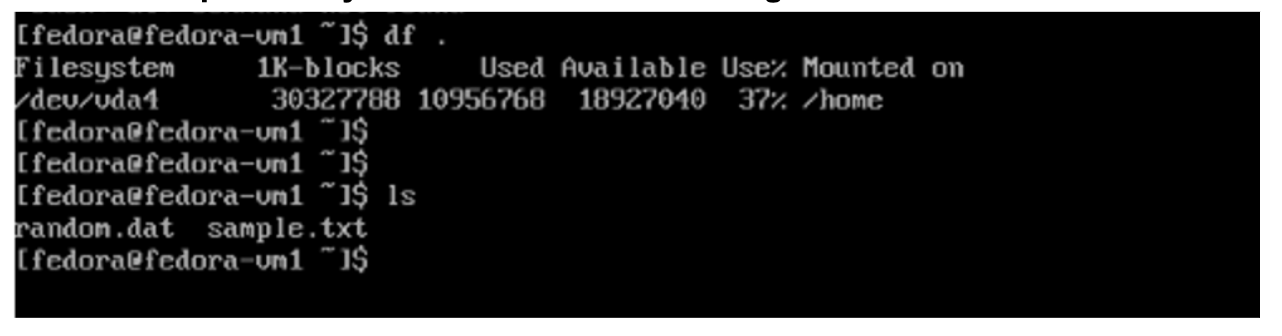 [fedora@fedora-vm1 ~]$ df .
Filesystem     1K-blocks     Used Available Use% Mounted on
/dev/vda4       30327788 10956768  18927040  37% /home
[fedora@fedora-vm1 ~]$
[fedora@fedora-vm1 ~]$
[fedora@fedora-vm1 ~]$ ls
random.dat  sample.txt
[fedora@fedora-vm1 ~]$